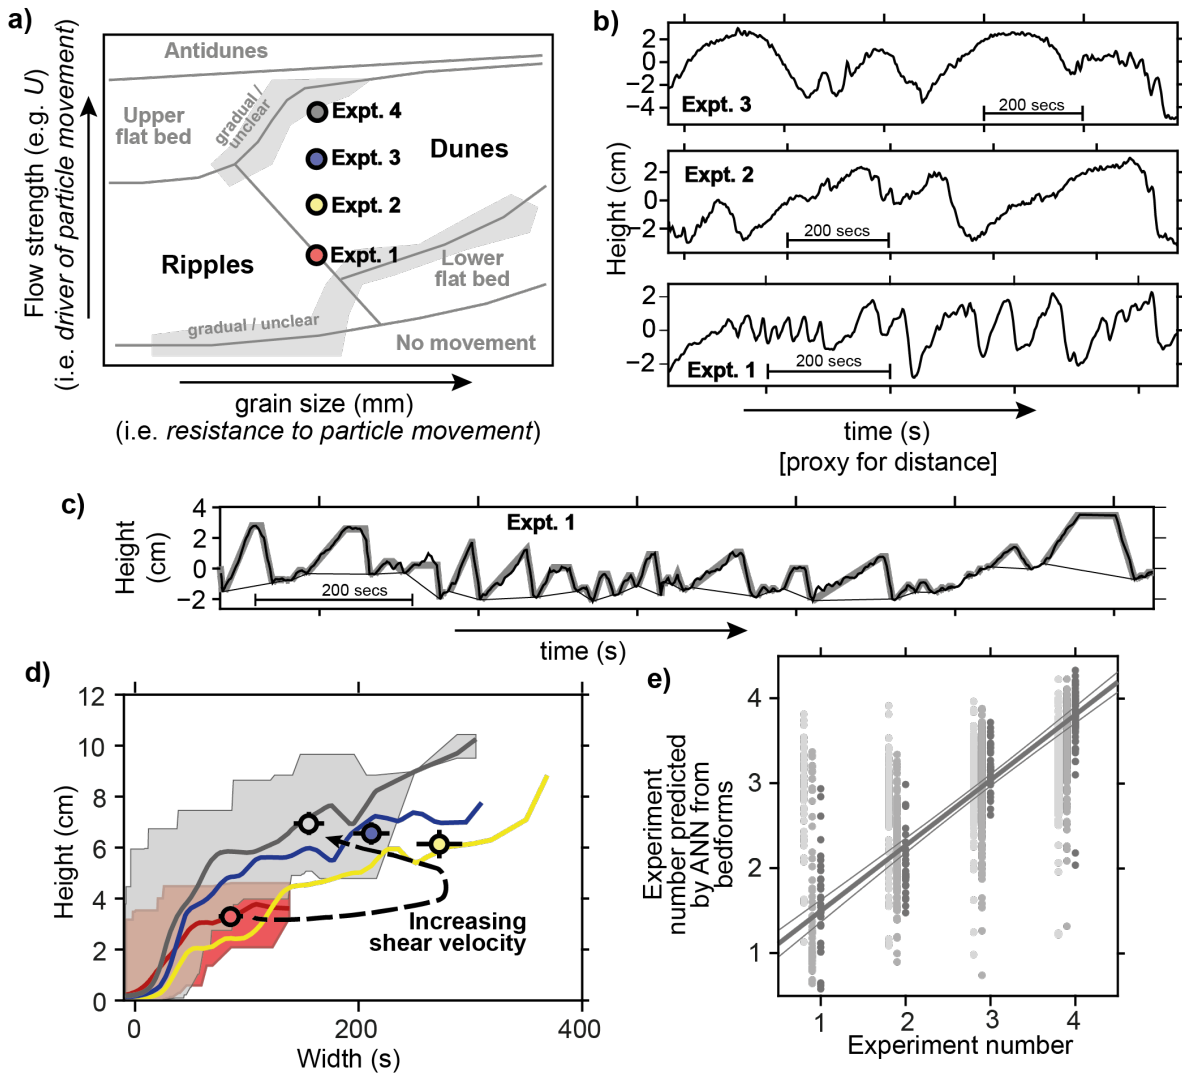 a)
Flow strength (e.g. U)
(i.e. driver of particle movement)
Antidunes
Upper
flat bed
gradual /
unclear
Expt. 4
Expt. 3
Expt. 2
Expt. 1
Dunes
Ripples
Lower
flat bed
gradual / unclear
No movement
grain size (mm)
(i.e. resistance to particle movement)
b)
Height (cm)
2
0
−2
−4
Expt. 3
200 secs
2
0
−2
Expt. 2
200 secs
2
0
−2
Expt. 1
200 secs
time (s)
[proxy for distance]
c)
Height
(cm)
4
2
0
−2
Expt. 1
200 secs
time (s)
d)
Height (cm)
12
10
8
6
4
2
0
Increasing
shear velocity
0
200
400
Width (s)
e)
Experiment
number predicted
by ANN from
bedforms
4
3
2
1
1
2
3
4
Experiment number